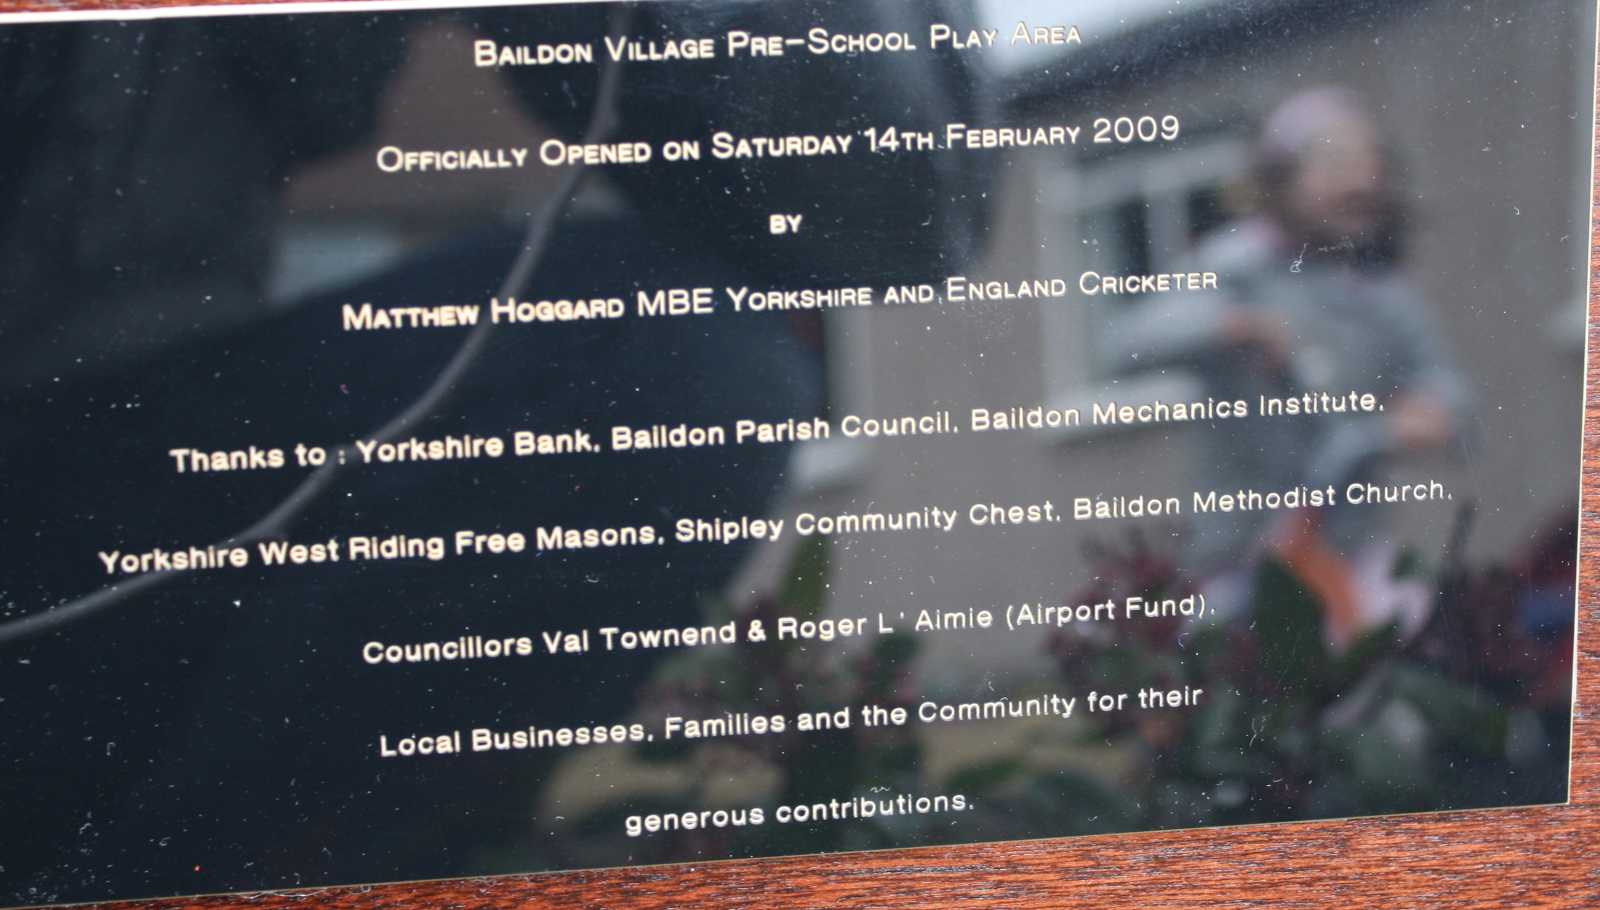 Baildon Village Pre-School Play Area
Officially Opened on Saturday 14th February 2009
by
Matthew Hoggard MBE Yorkshire and England Cricketer
Thanks to : Yorkshire Bank, Baildon Parish Council, Baildon Mechanics Institute,
Yorkshire West Riding Free Masons, Shipley Community Chest, Baildon Methodist Church,
Councillors Val Townend & Roger L' Aimie (Airport Fund),
Local Businesses, Families and the Community for their
generous contributions.